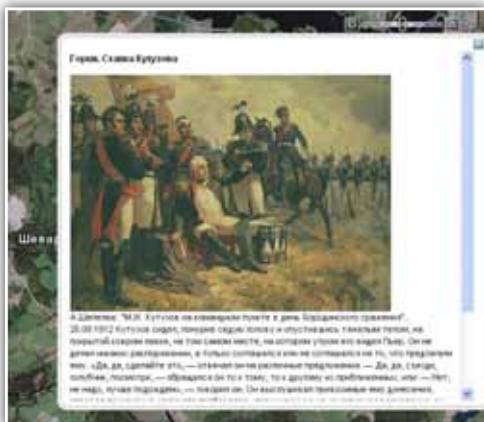 Горки. Ставка Кутузова
Шевар
А.Шепелюк. "М.И. Кутузов на командном пункте в день Бородинского сражения".
26.08.1812 Кутузов сидел, понурив седую голову и опустившись тяжелым телом, на
покрытой ковром лавке, на том самом месте, на котором утром его видел Пьер. Он не
делал никаких распоряжений, а только соглашался или не соглашался на то, что предлагали
ему. «Да, да, сделайте это, — отвечал он на различные предложения. — Да, да, съезди,
голубчик, посмотри, — обращался он то к тому, то к другому из приближенных; или: — Нет,
не надо, лучше подождем, — говорил он. Он выслушивал привозимые ему донесения,